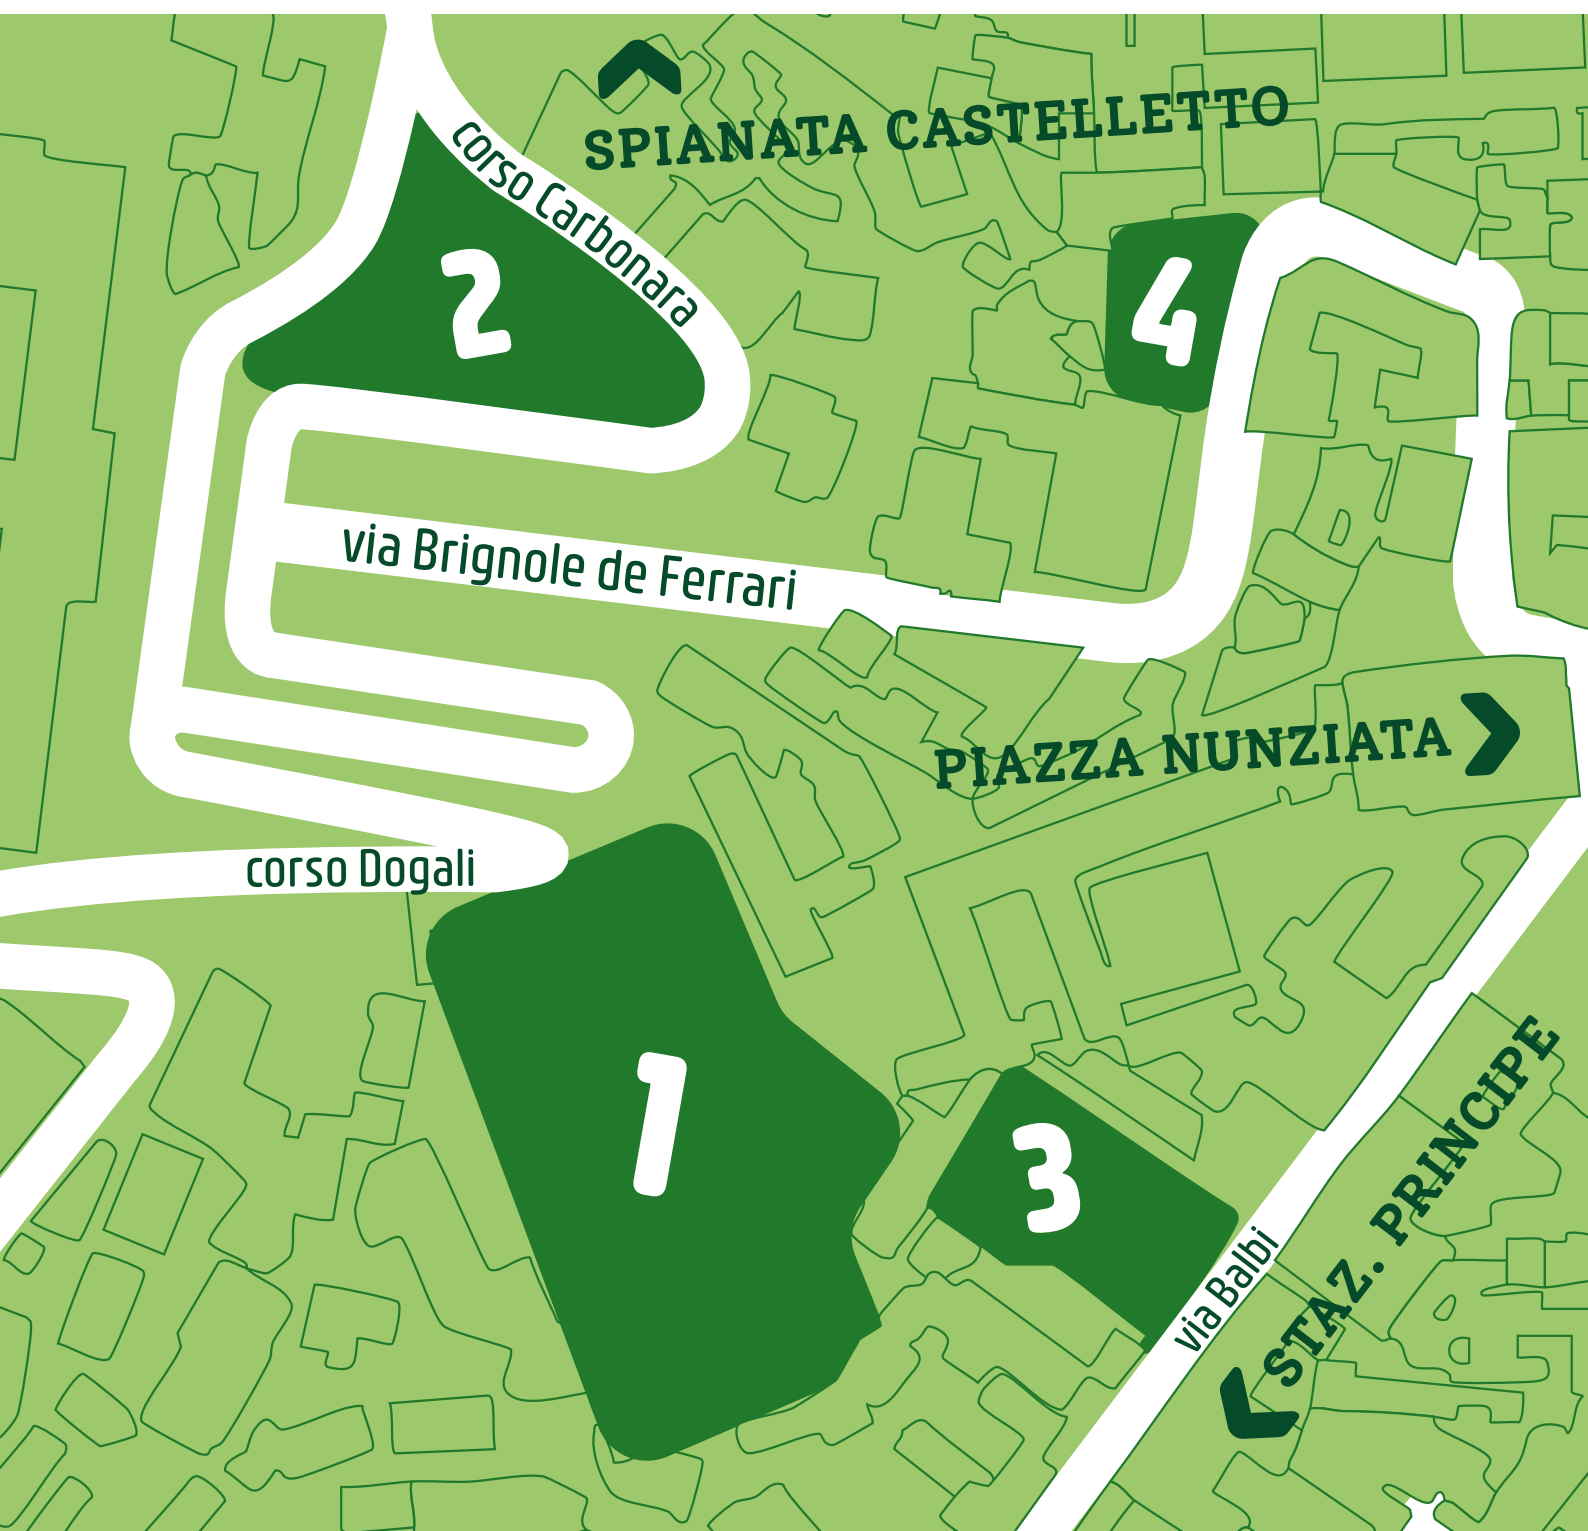 SPIANATA CASTELLETTO
corso Carbonara
2
4
via Brignole de Ferrari
PIAZZA NUNZIATA
corso Dogali
1
3
via Balbi
STAZ. PRINCIPE